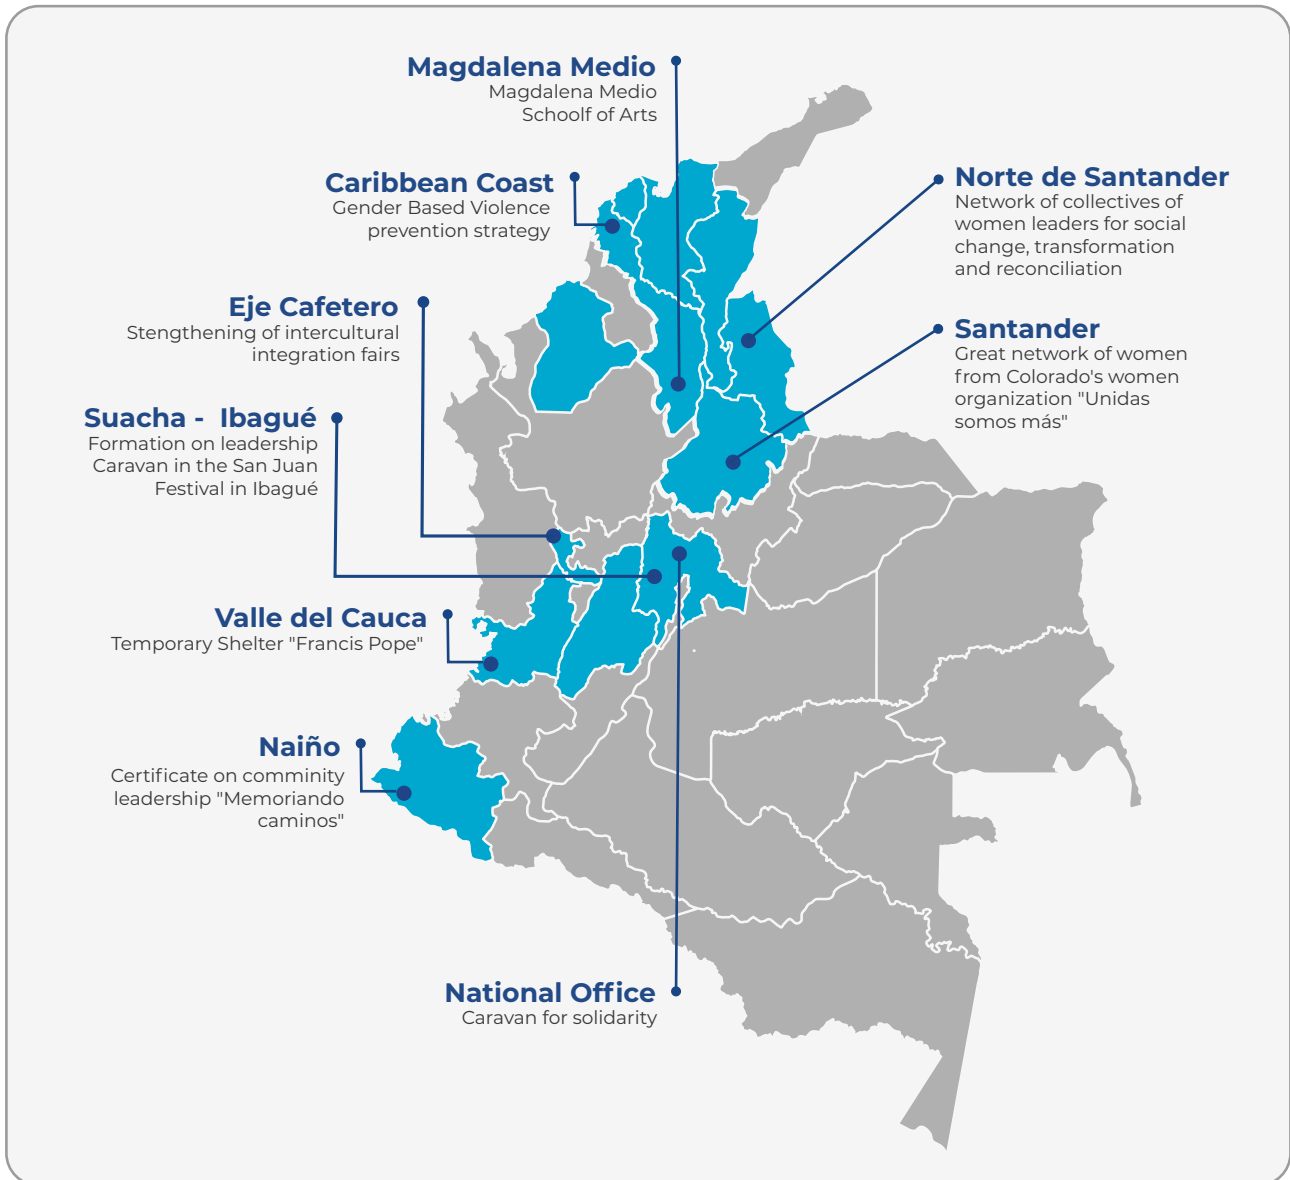 Magdalena Medio
Magdalena Medio
Schoolf of Arts
Caribbean Coast
Gender Based Violence
prevention strategy
Norte de Santander
Network of collectives of
women leaders for social
change, transformation
and reconciliation
Eje Cafetero
Stengthening of intercultural
integration fairs
Santander
Great network of women
from Colorado's women
organization "Unidas
somos más"
Suacha -  Ibagué
Formation on leadership
Caravan in the San Juan
Festival in Ibagué
Valle del Cauca
Temporary Shelter "Francis Pope"
Naiño
Certificate on comminity
leadership "Memoriando
caminos"
National Office
Caravan for solidarity